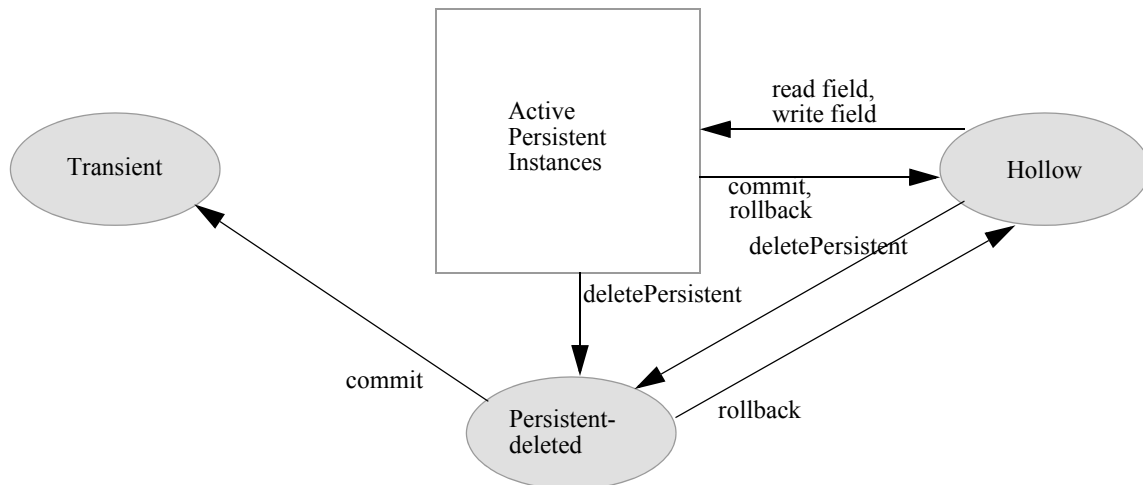 Transient
Active
Persistent
Instances
read field,
write field
Hollow
commit,
rollback
deletePersistent
deletePersistent
commit
Persistent-
deleted
rollback